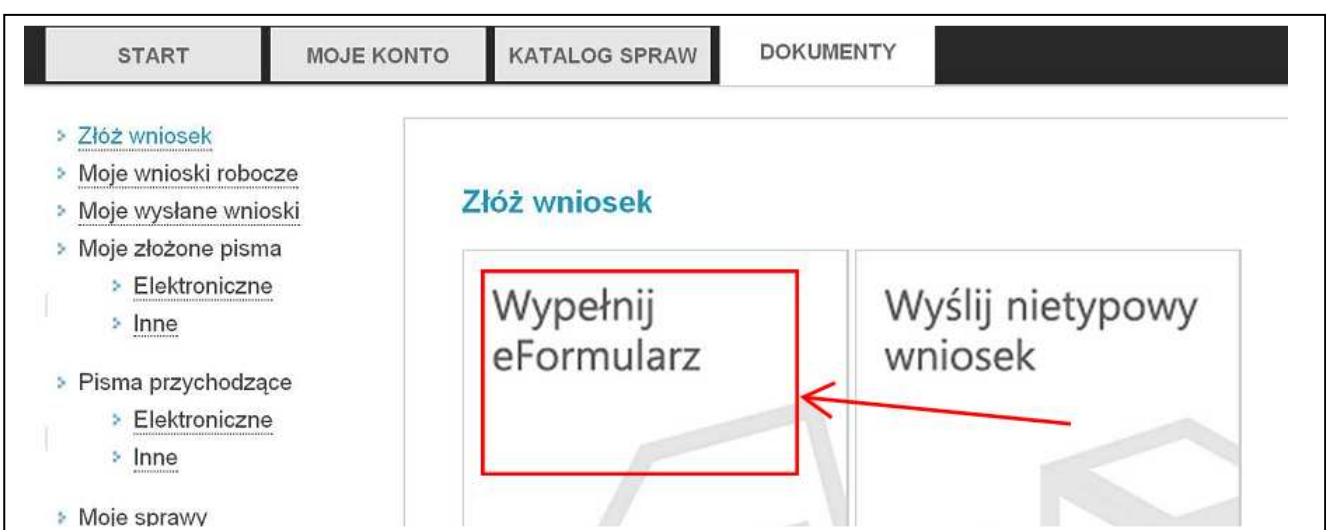 START MOJE KONTO KATALOG SPRAW DOKUMENTY
Złóż wniosek
Moje wnioski robocze
Moje wysłane wnioski
Moje złożone pisma
Elektroniczne
Inne
Pisma przychodzące
Elektroniczne
Inne
Moje sprawy
Złóż wniosek
Wypełnij
eFormularz
Wyślij nietypowy
wniosek